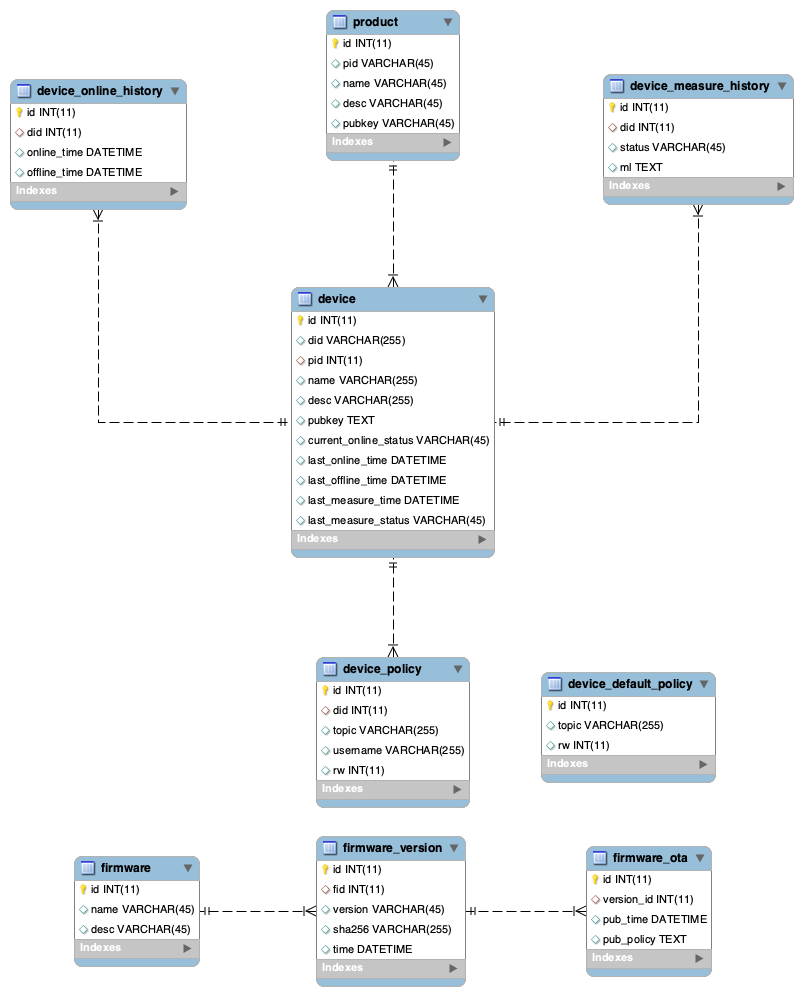 product
id INT(11)
pid VARCHAR(45)
name VARCHAR(45)
desc VARCHAR(45)
pubkey VARCHAR(45)
Indexes
device_online_history
id INT(11)
did INT(11)
online_time DATETIME
offline_time DATETIME
Indexes
device_measure_history
id INT(11)
did INT(11)
status VARCHAR(45)
ml TEXT
Indexes
device
id INT(11)
did VARCHAR(255)
pid INT(11)
name VARCHAR(255)
desc VARCHAR(255)
pubkey TEXT
current_online_status VARCHAR(45)
last_online_time DATETIME
last_offline_time DATETIME
last_measure_time DATETIME
last_measure_status VARCHAR(45)
Indexes
device_policy
id INT(11)
did INT(11)
topic VARCHAR(255)
username VARCHAR(255)
rw INT(11)
Indexes
device_default_policy
id INT(11)
topic VARCHAR(255)
rw INT(11)
Indexes
firmware
id INT(11)
name VARCHAR(45)
desc VARCHAR(45)
Indexes
firmware_version
id INT(11)
fid INT(11)
version VARCHAR(45)
sha256 VARCHAR(255)
time DATETIME
Indexes
firmware_ota
id INT(11)
version_id INT(11)
pub_time DATETIME
pub_policy TEXT
Indexes